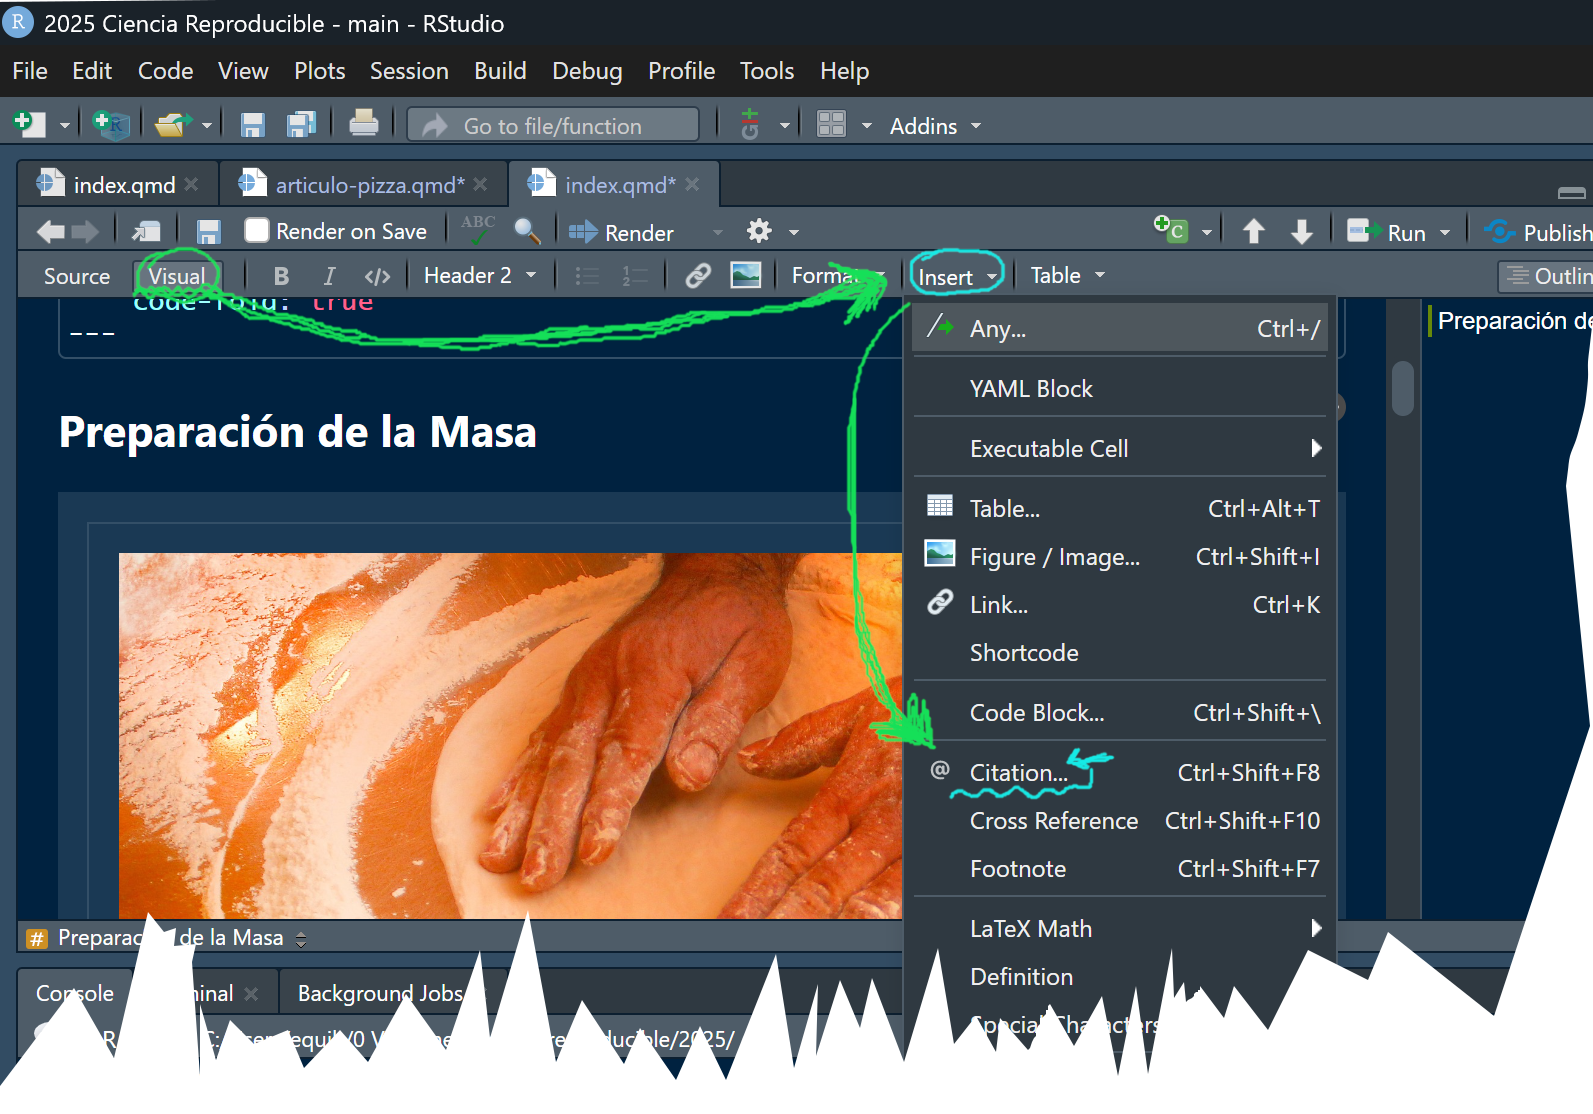 R 2025 Ciencia Reproducible - main - RStudio
File Edit Code View Plots Session Build Debug Profile Tools Help
R Go to file/function Git Addins
index.qmd articulo-pizza.qmd* index.qmd*
Render on Save ABC Render C Run Publish
Source Visual B I </> Header 2 Format Insert Table Outlin
code-fold: true
---
Preparación de la Masa
Any... Ctrl+/
YAML Block
Executable Cell
Table... Ctrl+Alt+T
Figure / Image... Ctrl+Shift+I
Link... Ctrl+K
Shortcode
Code Block... Ctrl+Shift+\
@ Citation... Ctrl+Shift+F8
Cross Reference Ctrl+Shift+F10
Footnote Ctrl+Shift+F7
LaTeX Math
Definition
Special Characters
Preparación de
# Preparac de la Masa
Console inal Background Jobs
R /2025/